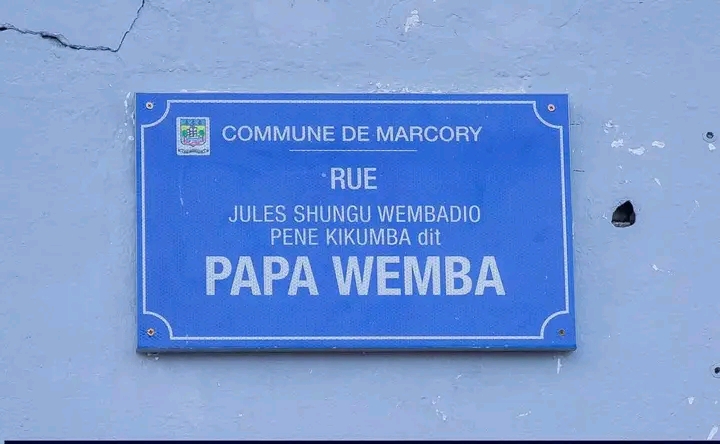 COMMUNE DE MARCORY
RUE
JULES SHUNGU WEMBADIO
PENE KIKUMBA dit
PAPA WEMBA